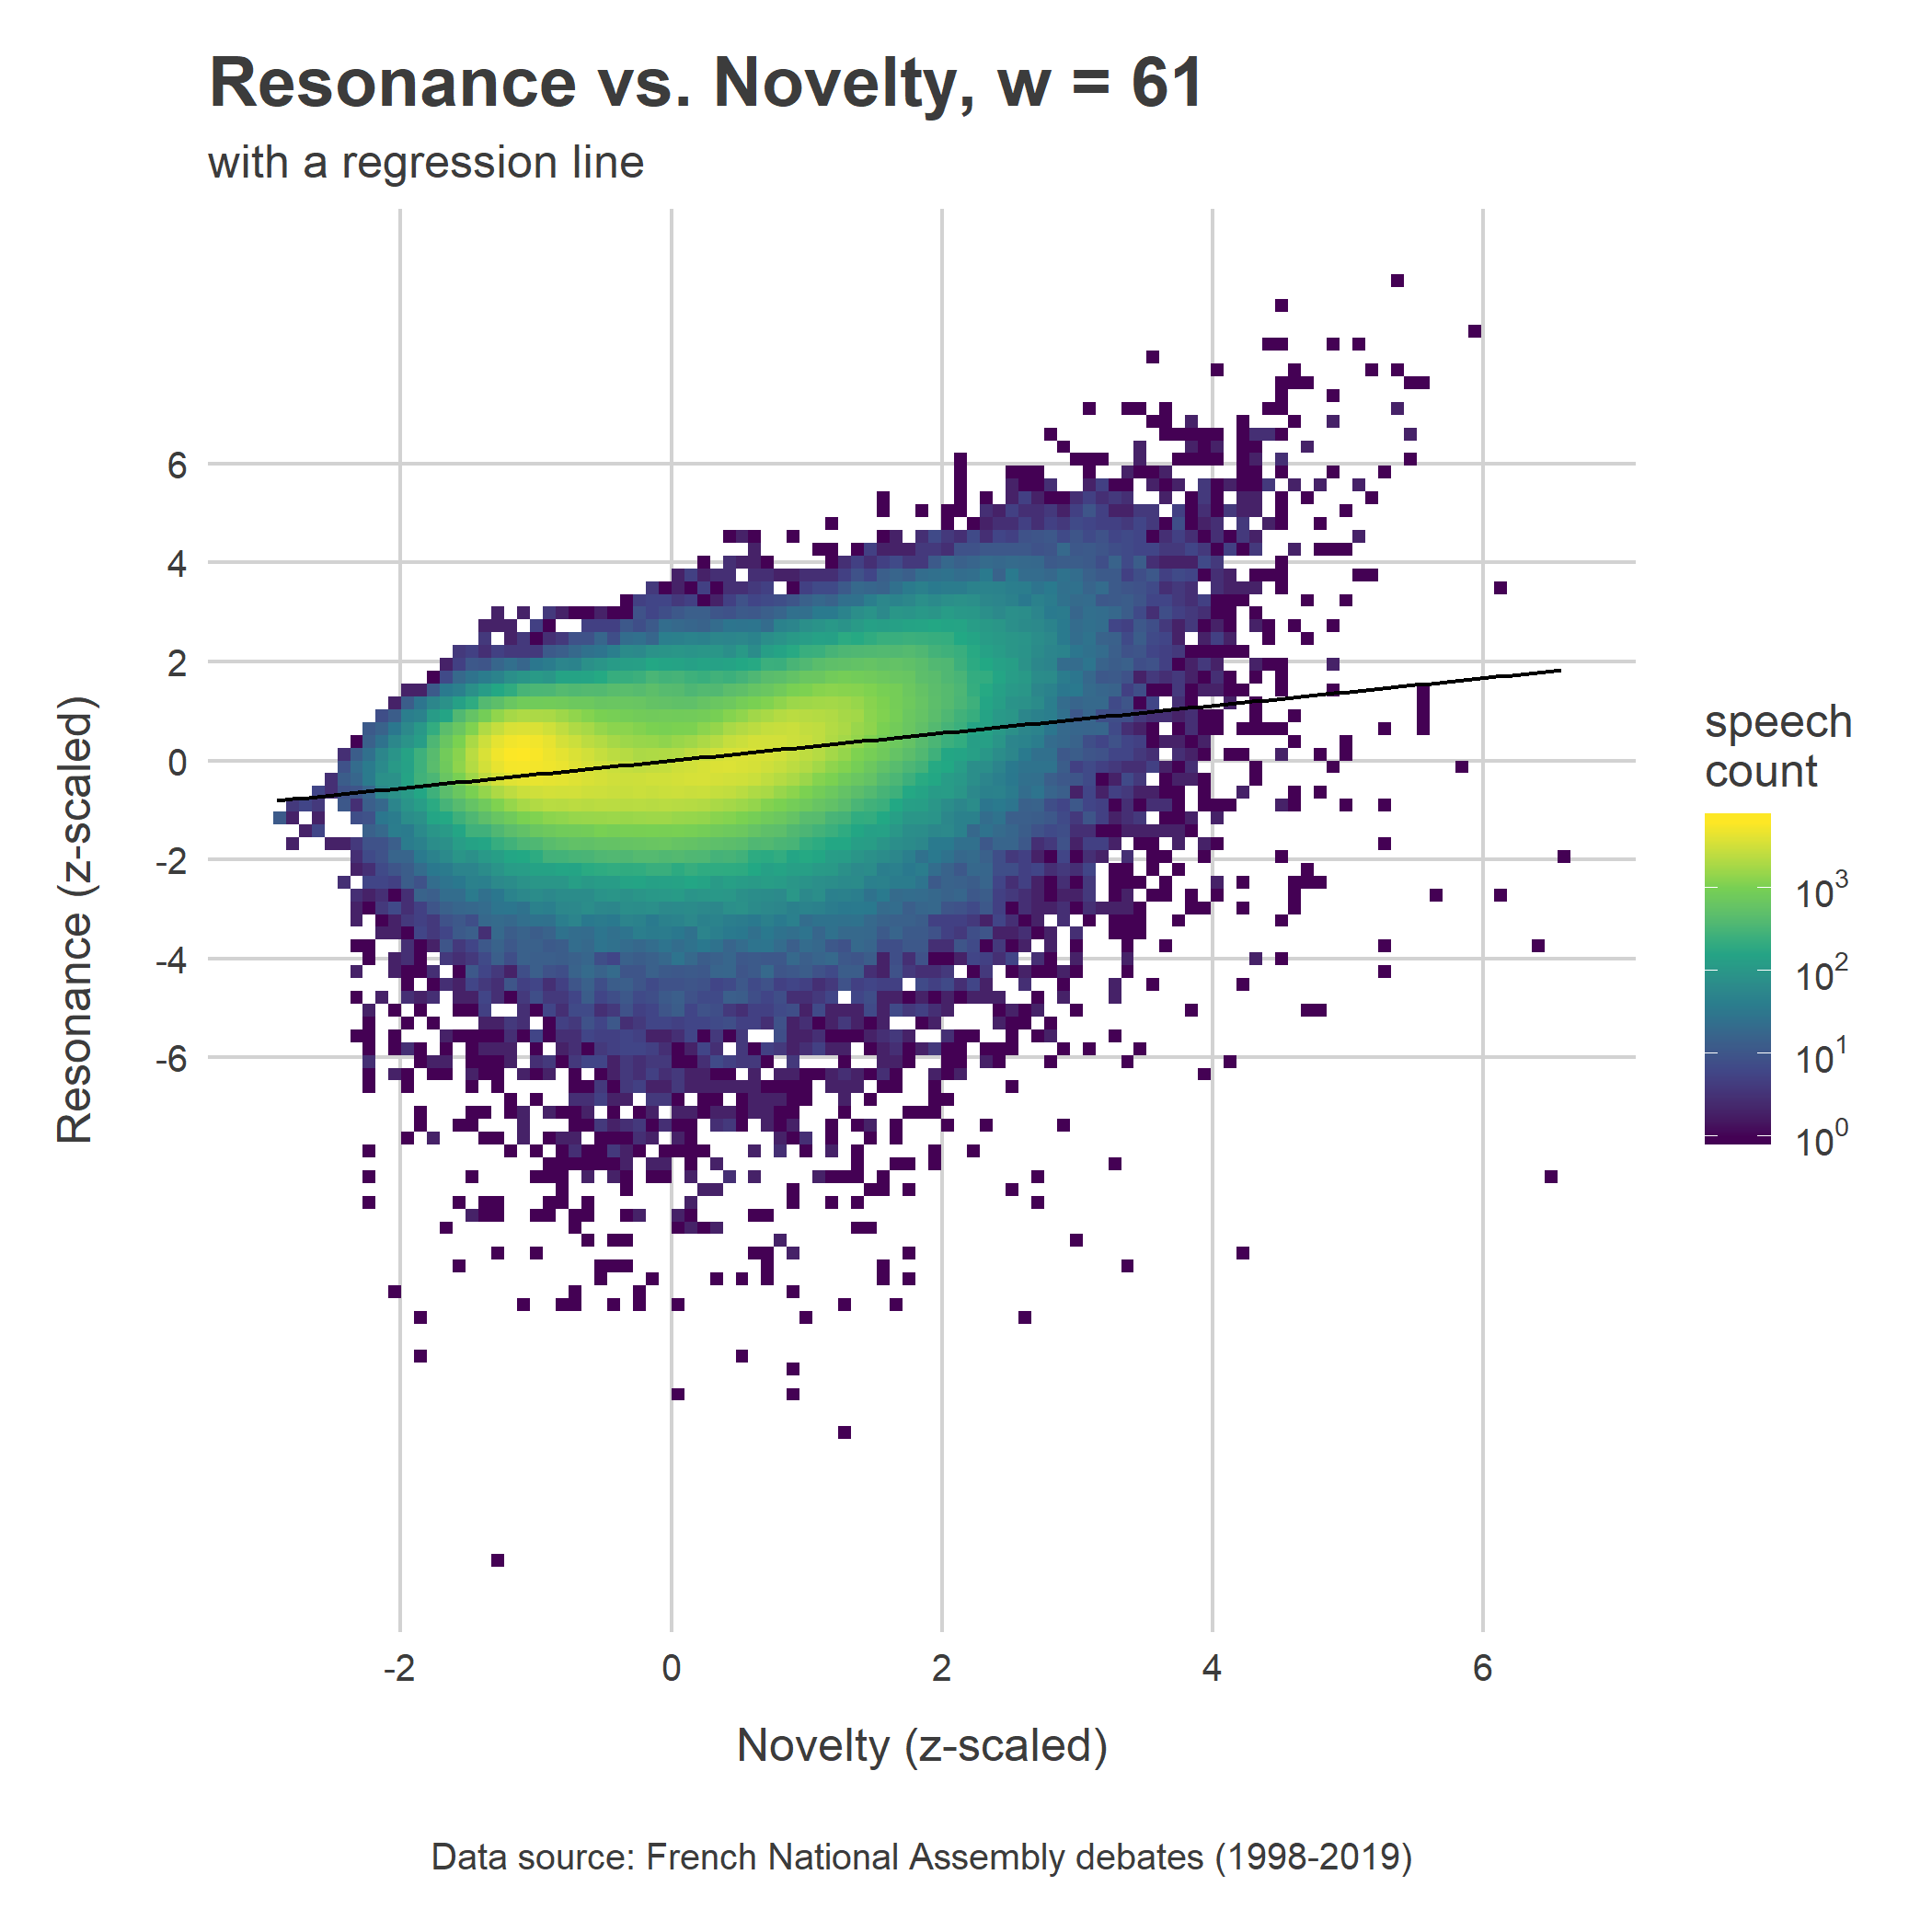 Resonance vs. Novelty, w = 61
with a regression line
Resonance (z-scaled)
6
4
2
0
-2
-4
-6
-2
0
2
4
6
Novelty (z-scaled)
speech
count
10³
10²
10¹
10⁰
Data source: French National Assembly debates (1998-2019)